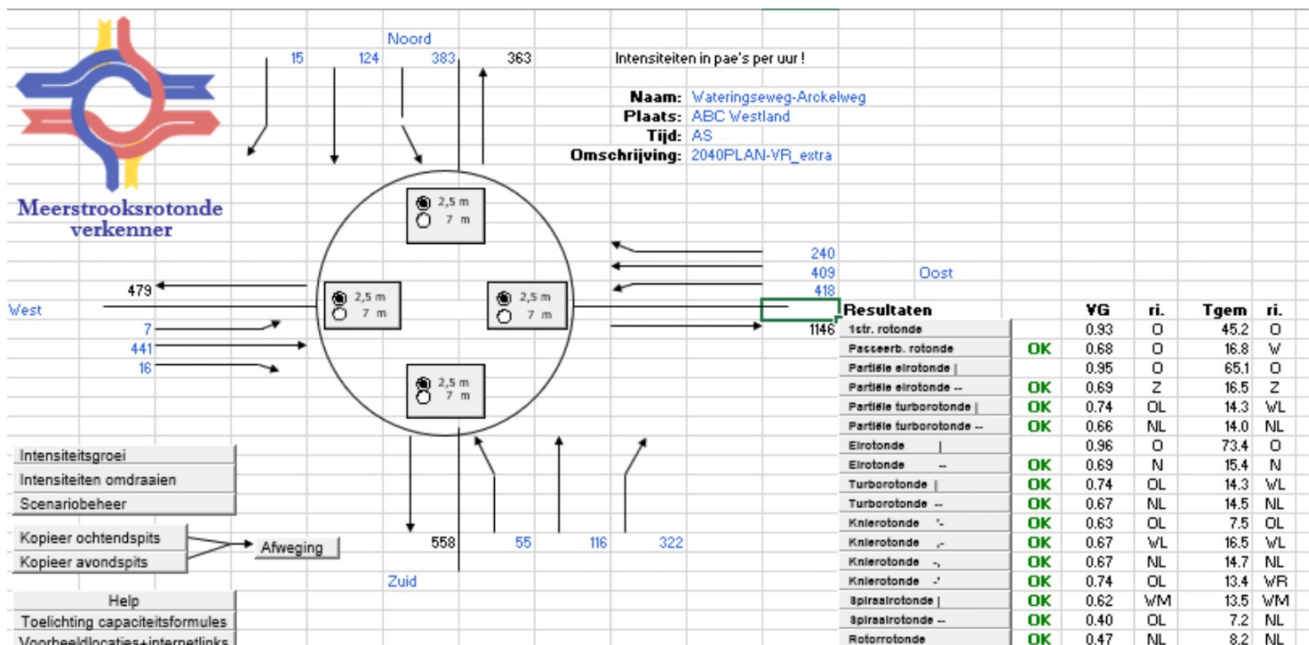 Noord
15 124 383 363 Intensiteiten in pae's per uur !
Naam: Wateringseweg-Arckelweg
Plaats: ABC Westland
Tijd: AS
Omschrijving: 2040PLAN-VR_extra
Meerstrooksrotonde
verkenner
2,5 m
7 m
240
409 Oost
418
479
West
2,5 m
7 m
2,5 m
7 m
7
441
16
1146
2,5 m
7 m
Resultaten VG ri. Tgem ri.
1str. rotonde 0.93 O 45.2 O
Passeerb. rotonde OK 0.68 O 16.8 W
Partiële eirotonde | 0.95 O 65.1 O
Partiële eirotonde -- OK 0.69 Z 16.5 Z
Partiële turborotonde | OK 0.74 OL 14.3 WL
Partiële turborotonde -- OK 0.66 NL 14.0 NL
Eirotonde | 0.96 O 73.4 O
Eirotonde -- OK 0.69 N 15.4 N
Turborotonde | OK 0.74 OL 14.3 WL
Turborotonde -- OK 0.67 NL 14.5 NL
Knierotonde '- OK 0.63 OL 7.5 OL
Knierotonde ,- OK 0.67 WL 16.5 WL
Knierotonde -, OK 0.67 NL 14.7 NL
Knierotonde -' OK 0.74 OL 13.4 WR
Spiraalrotonde | OK 0.62 WM 13.5 WM
Spiraalrotonde -- OK 0.40 OL 7.2 NL
Rotorrotonde OK 0.47 NL 8.2 NL
Intensiteitsgroei
Intensiteiten omdraaien
Scenariobeheer
Kopieer ochtendspits
Kopieer avondspits
Afweging
558 55 116 322
Zuid
Help
Toelichting capaciteitsformules
Voorbeeldlocaties+internetlinks